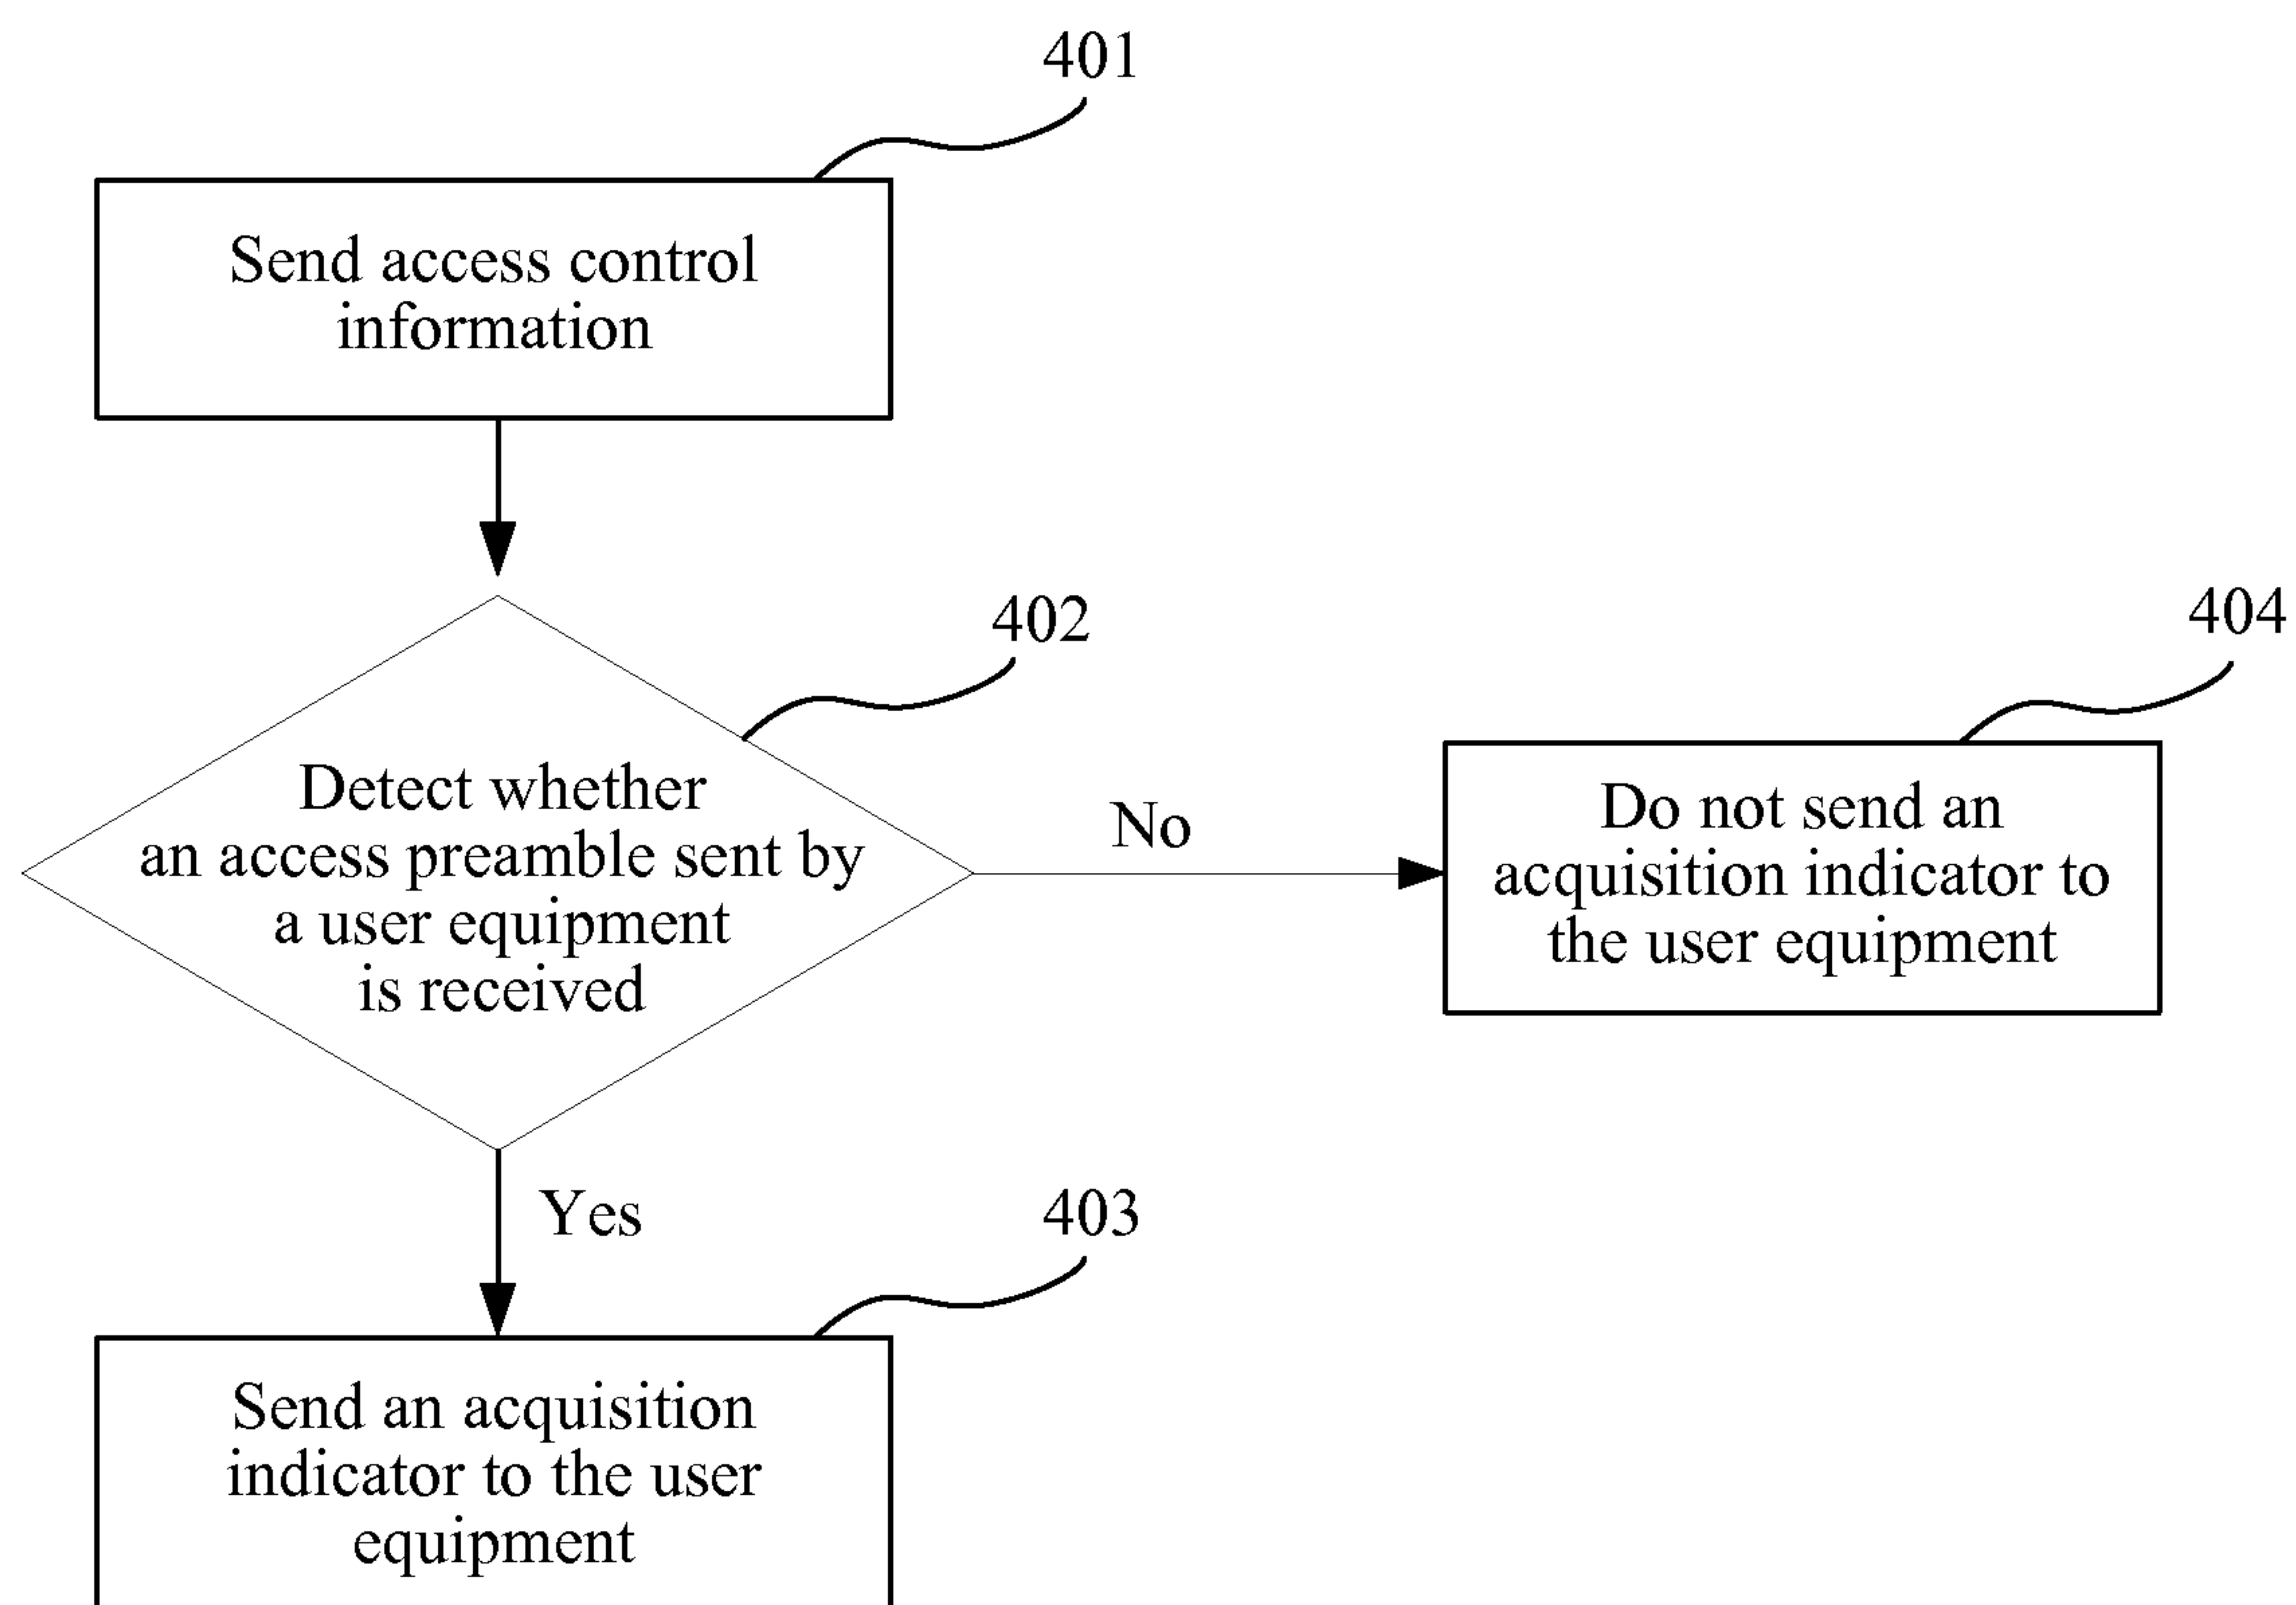 401
Send access control
information
402
Detect whether
an access preamble sent by
a user equipment
is received
No
404
Do not send an
acquisition indicator to
the user equipment
Yes
403
Send an acquisition
indicator to the user
equipment